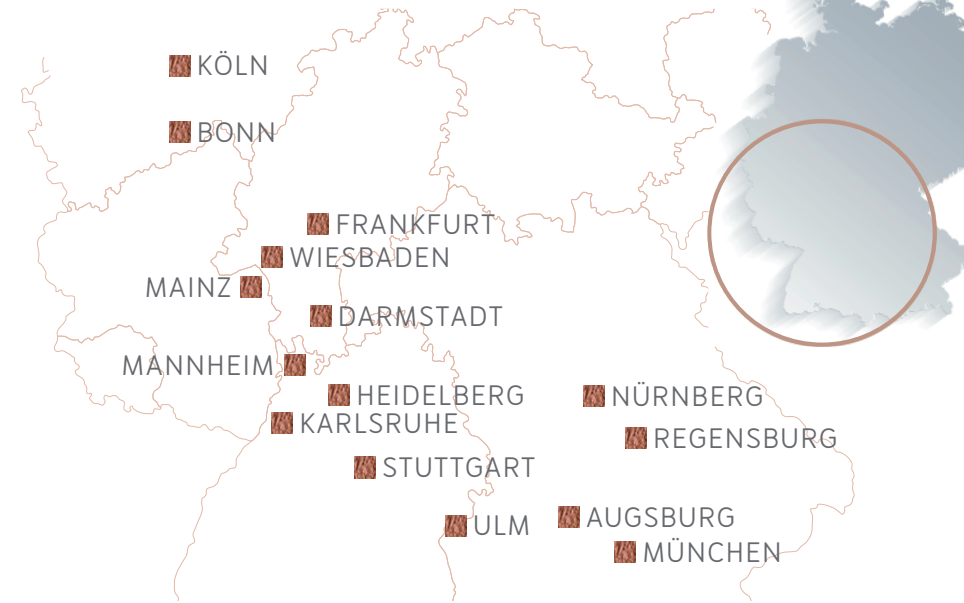 KÖLN
BONN
FRANKFURT
WIESBADEN
MAINZ
DARMSTADT
MANNHEIM
HEIDELBERG
NÜRNBERG
KARLSRUHE
REGENSBURG
STUTTGART
AUGSBURG
ULM
MÜNCHEN